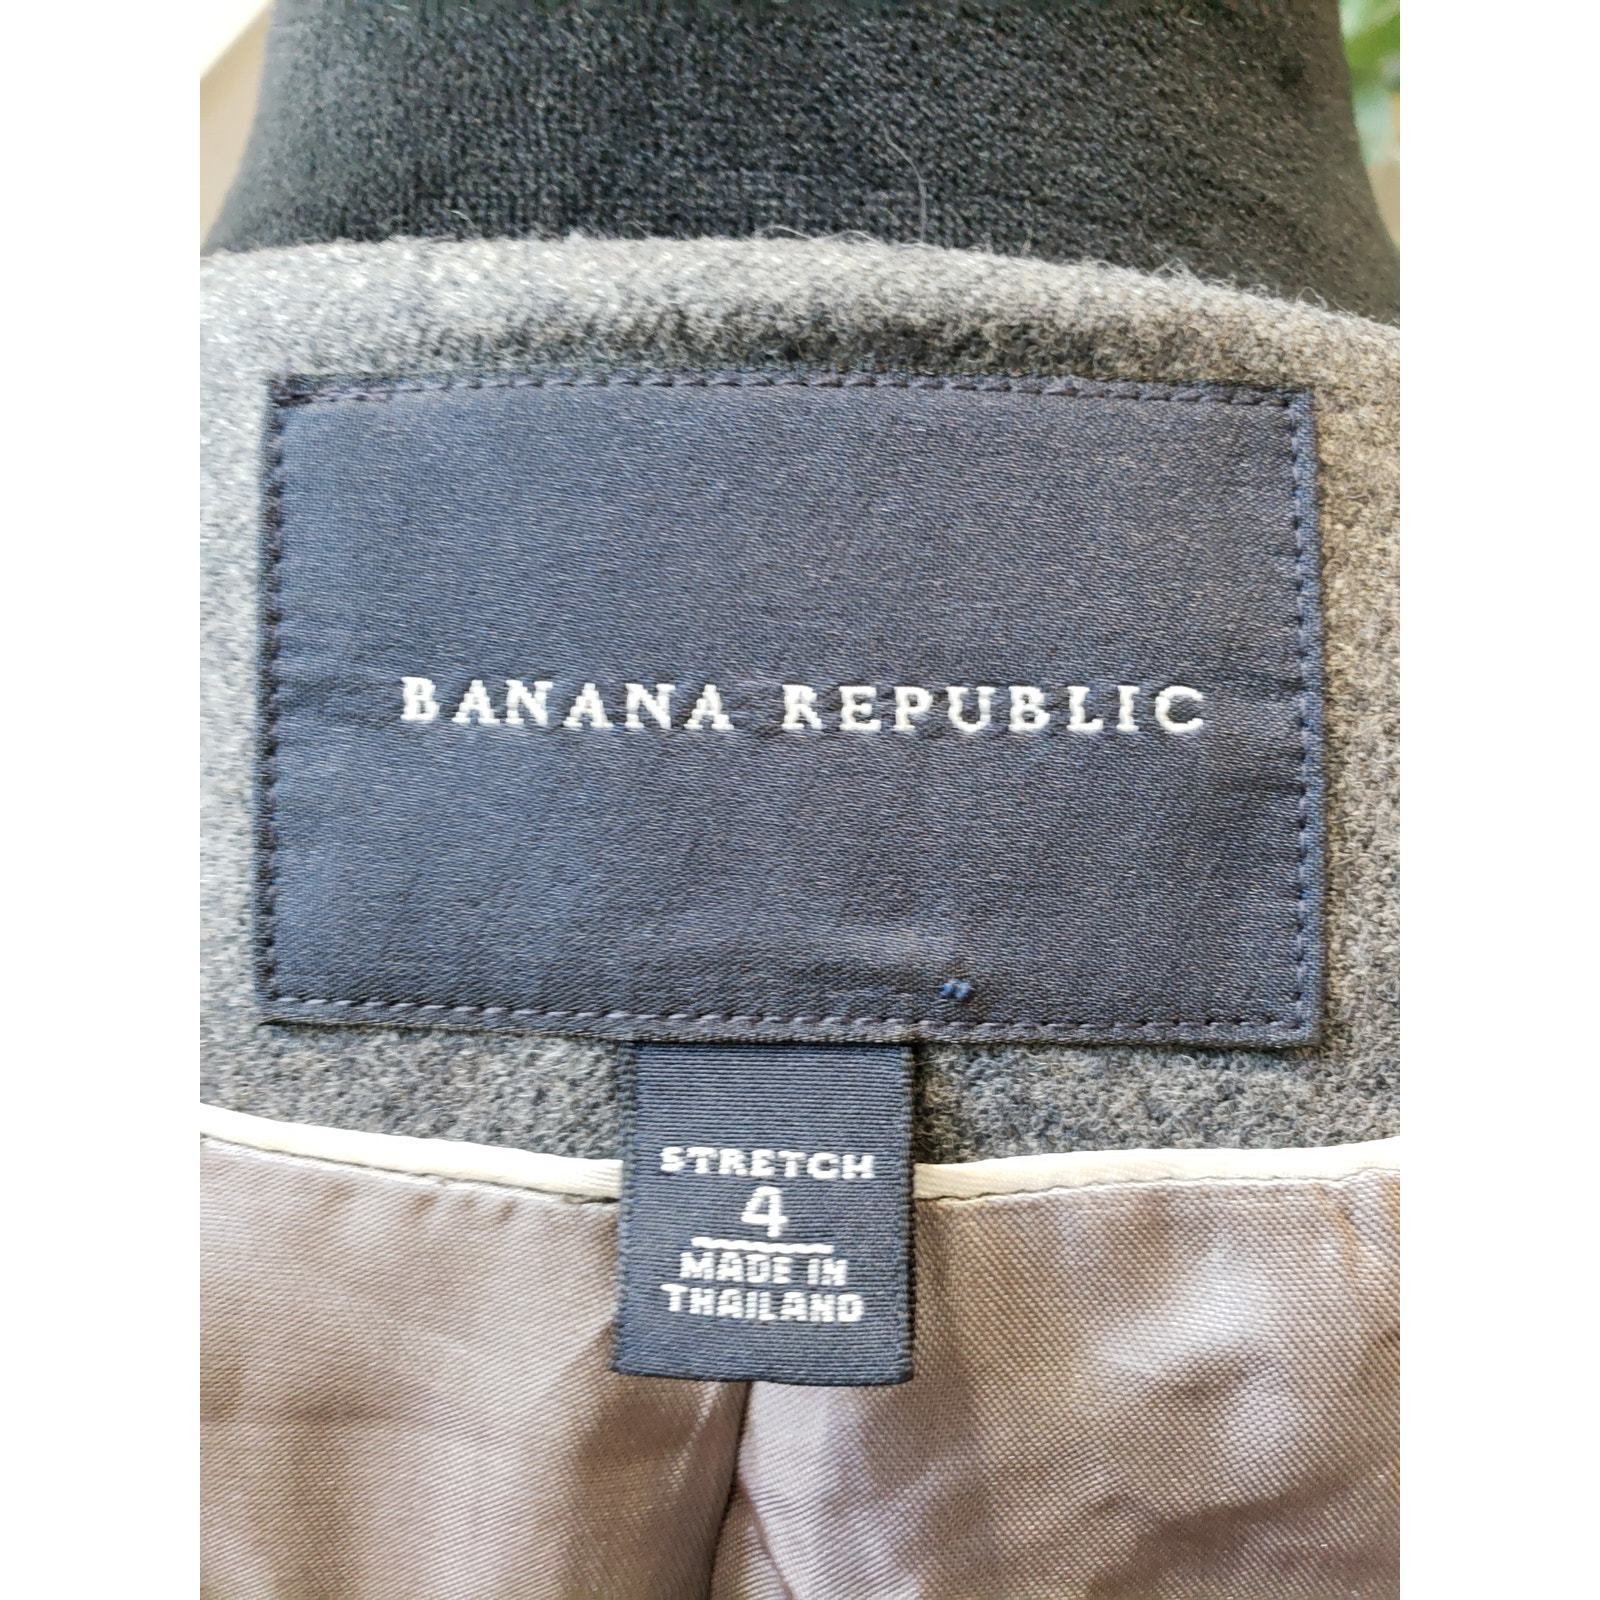 BANANA REPUBLIC
STRETCH
4
MADE IN
THAILAND